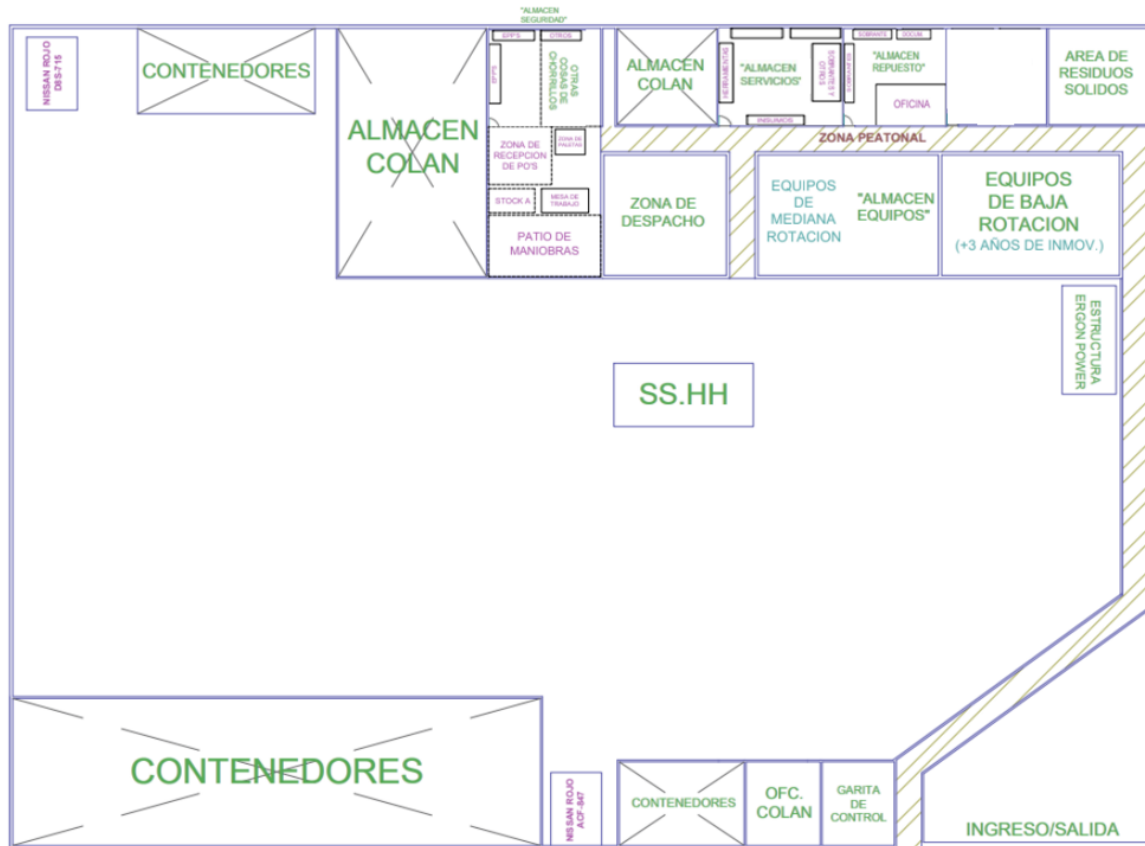 "ALMACEN
SEGURIDAD"
NISSAN ROJO
D8S-715
CONTENEDORES
ALMACEN
COLAN
EPPS
OTROS
EPPS
OTRAS
COSAS DE
CHORRILLOS
ZONA DE
RECEPCION
DE PO'S
ZONA DE
PALETAS
STOCK A
MESA DE
TRABAJO
PATIO DE
MANIOBRAS
ALMACEN
COLAN
HERRAMIENTAS
"ALMACEN
SERVICIOS"
SOBRANTES Y
OTROS
INSUMOS
SOBRANTE
DOCUM.
"ALMACEN
REPUESTO"
OFICINA
AREA DE
RESIDUOS
SOLIDOS
ZONA PEATONAL
ZONA DE
DESPACHO
EQUIPOS
DE
MEDIANA
ROTACION
"ALMACEN
EQUIPOS"
EQUIPOS
DE BAJA
ROTACION
(+3 AÑOS DE INMOV.)
ESTRUCTURA
ERGON POWER
SS.HH
CONTENEDORES
NISSAN ROJO
ACF-847
CONTENEDORES
OFC.
COLAN
GARITA
DE
CONTROL
INGRESO/SALIDA